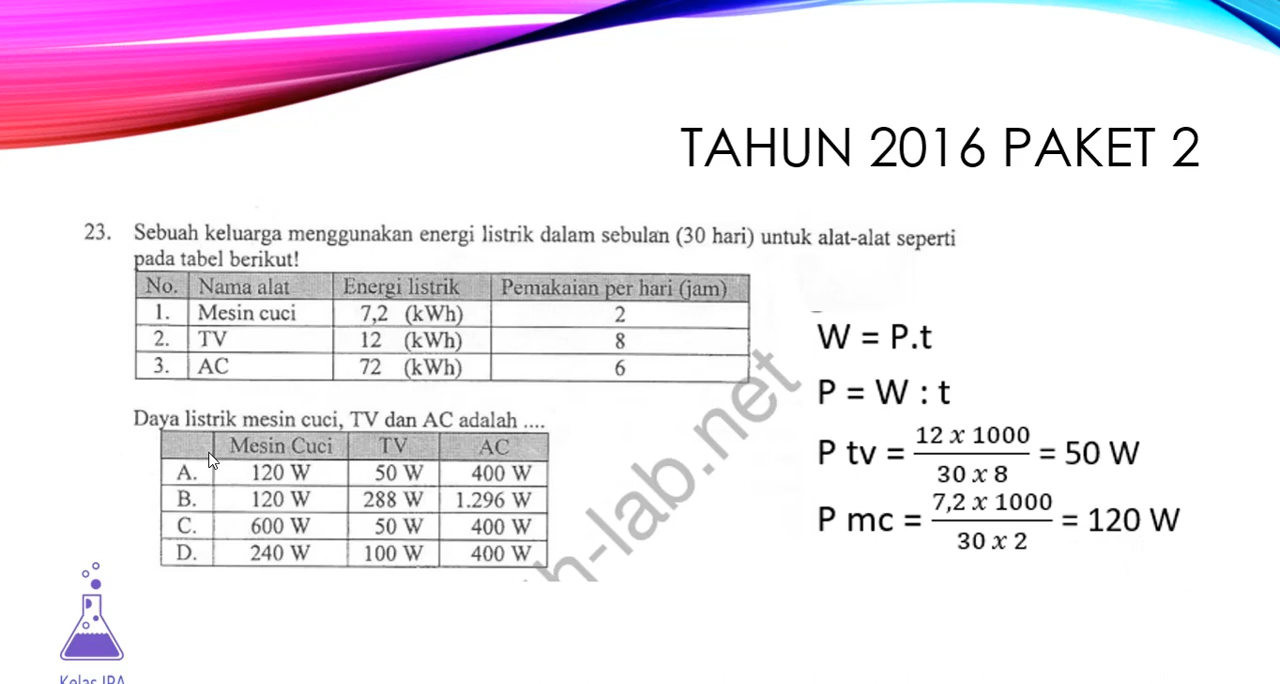 TAHUN 2016 PAKET 2
23. Sebuah keluarga menggunakan energi listrik dalam sebulan (30 hari) untuk alat-alat seperti
pada tabel berikut!
No. Nama alat Energi listrik Pemakaian per hari (jam)
1. Mesin cuci 7,2 (kWh) 2
2. TV 12 (kWh) 8
3. AC 72 (kWh) 6
Daya listrik mesin cuci, TV dan AC adalah ....
Mesin Cuci TV AC
A. 120 W 50 W 400 W
B. 120 W 288 W 1.296 W
C. 600 W 50 W 400 W
D. 240 W 100 W 400 W
W = P.t
P = W : t
P tv = 12 x 1000 / 30 x 8 = 50 W
P mc = 7,2 x 1000 / 30 x 2 = 120 W
h-lab.net
Kelas IPA